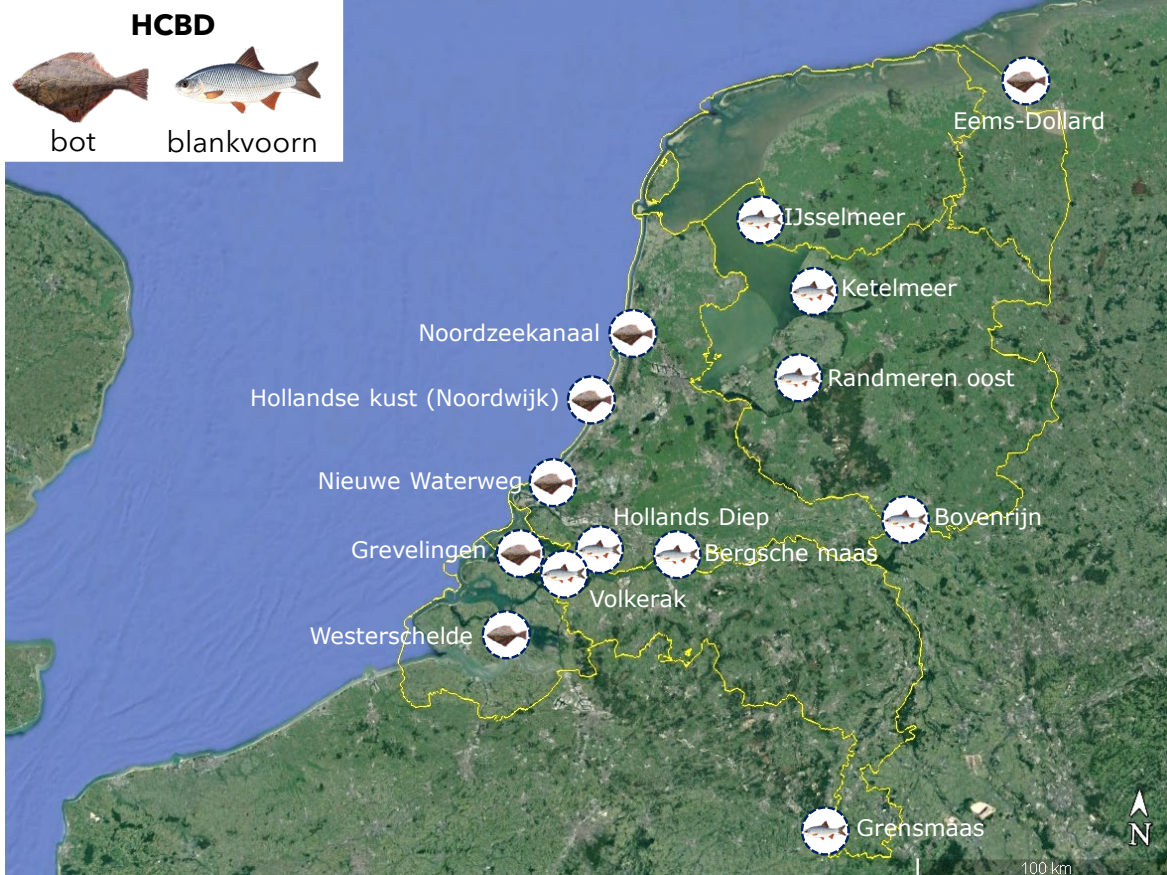 HCBD
bot
blankvoorn
Eems-Dollard
IJsselmeer
Ketelmeer
Noordzeekanaal
Randmeren oost
Hollandse kust (Noordwijk)
Nieuwe Waterweg
Hollands Diep
Bovenrijn
Grevelingen
Bergsche maas
Volkerak
Westerschelde
Grensmaas
N
100 km